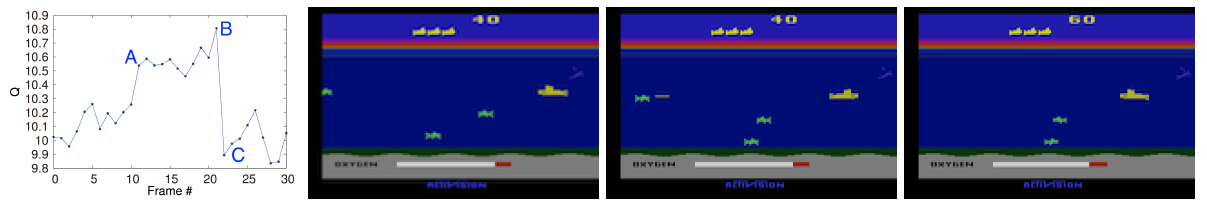 10.9
10.8
10.7
10.6
10.5
10.4
10.3
10.2
10.1
10
9.9
9.8
Q
A
B
C
0 5 10 15 20 25 30
Frame #
40
OXYGEN
ACTIVISION
40
OXYGEN
ACTIVISION
60
OXYGEN
ACTIVISION